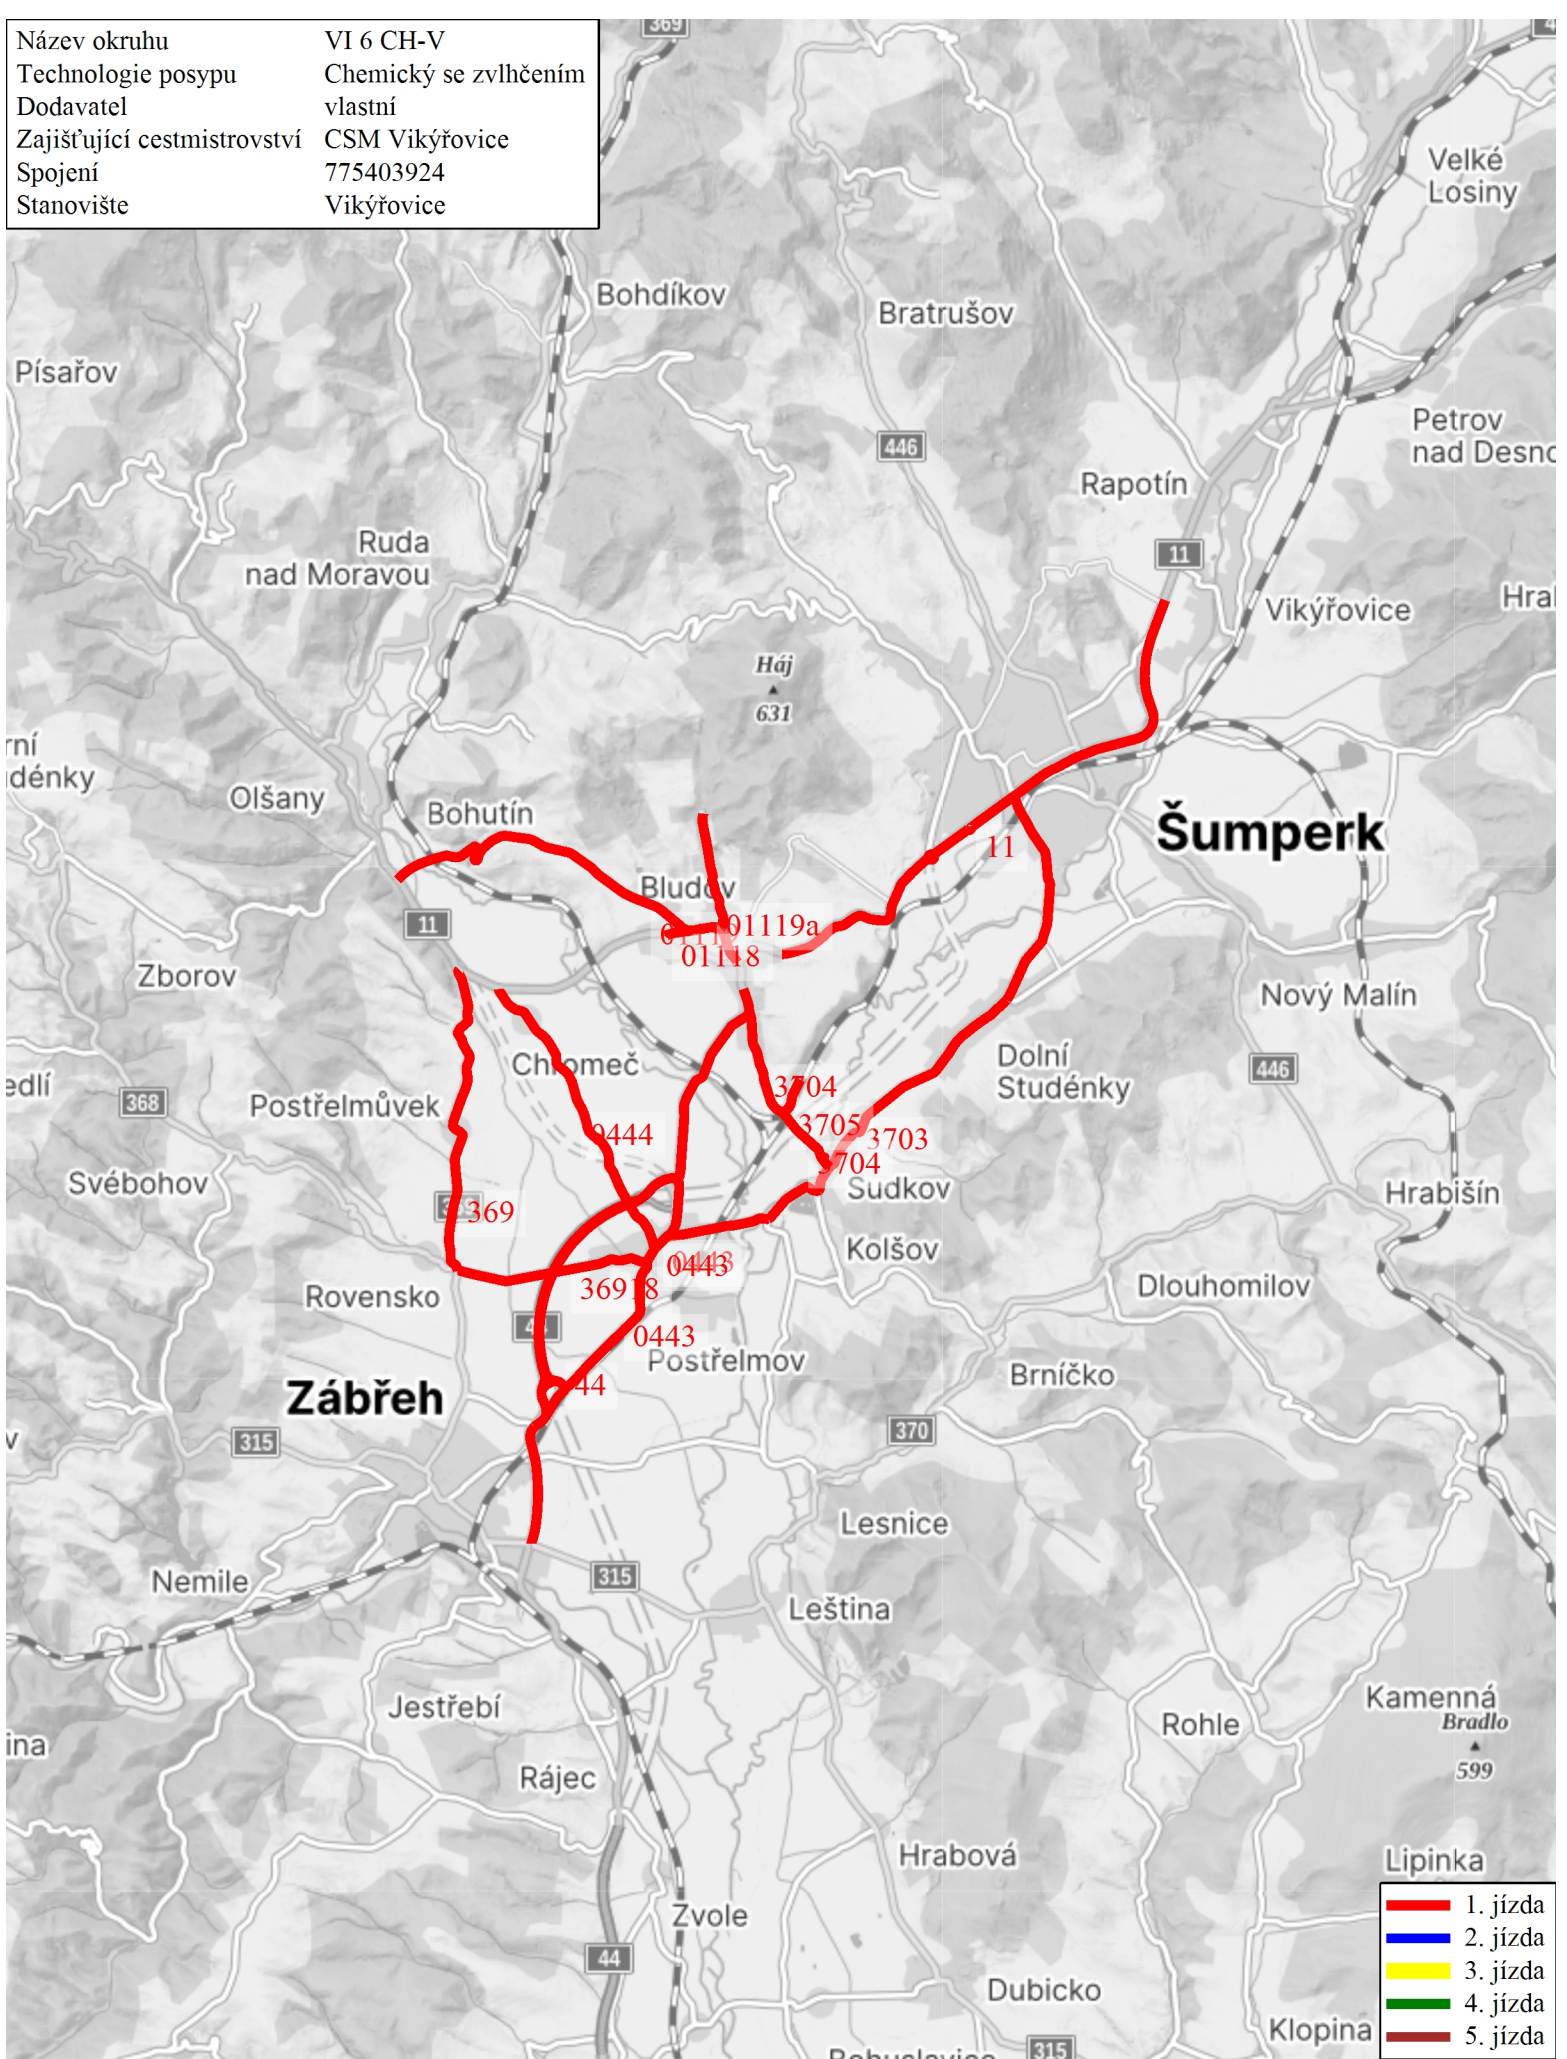 Název okruhu VI 6 CH-V
Technologie posypu Chemický se zvlhčením
Dodavatel vlastní
Zajišťující cestmistrovství CSM Vikýřovice
Spojení 775403924
Stanoviště Vikýřovice
369
Velké
Losiny
Bohdíkov
Bratrušov
Písařov
Petrov
446
Rapotín
Ruda
nad Moravou
11
Vikýřovice
Háj
631
Olšany
Bohutín
Šumperk
11
Bludov
11
01119a
01118
Zborov
Nový Malín
Chromeč
Dolní
Studénky
446
3704
368
Postřelmůvek
3705
0444
3703
3704
Svébohov
Sudkov
Hrabišín
369
Kolšov
0443
Dlouhomilov
36918
Rovensko
44
0443
Postřelmov
Brníčko
44
Zábřeh
370
315
Lesnice
315
Nemile
Leština
Jestřebí
Kamenná
Rohle
Bradlo
599
Rájec
Hrabová
Lipinka
Zvole
44
Dubicko
Klopina
315
1. jízda
2. jízda
3. jízda
4. jízda
5. jízda